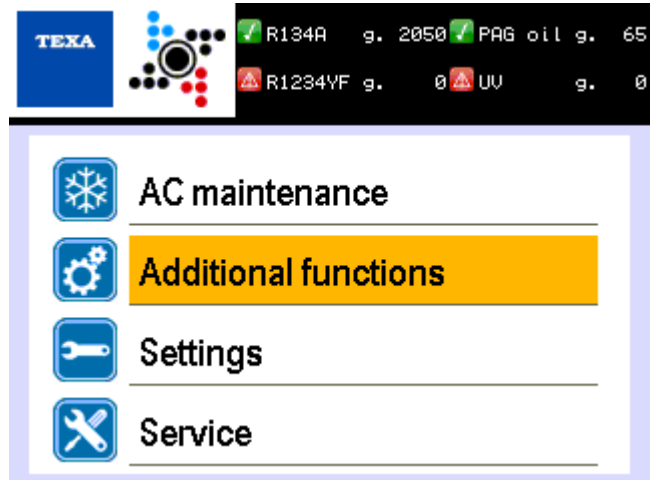 TEXA
R134A g. 2050 PAG oil g. 65
R1234YF g. 0 UV g. 0
AC maintenance
Additional functions
Settings
Service